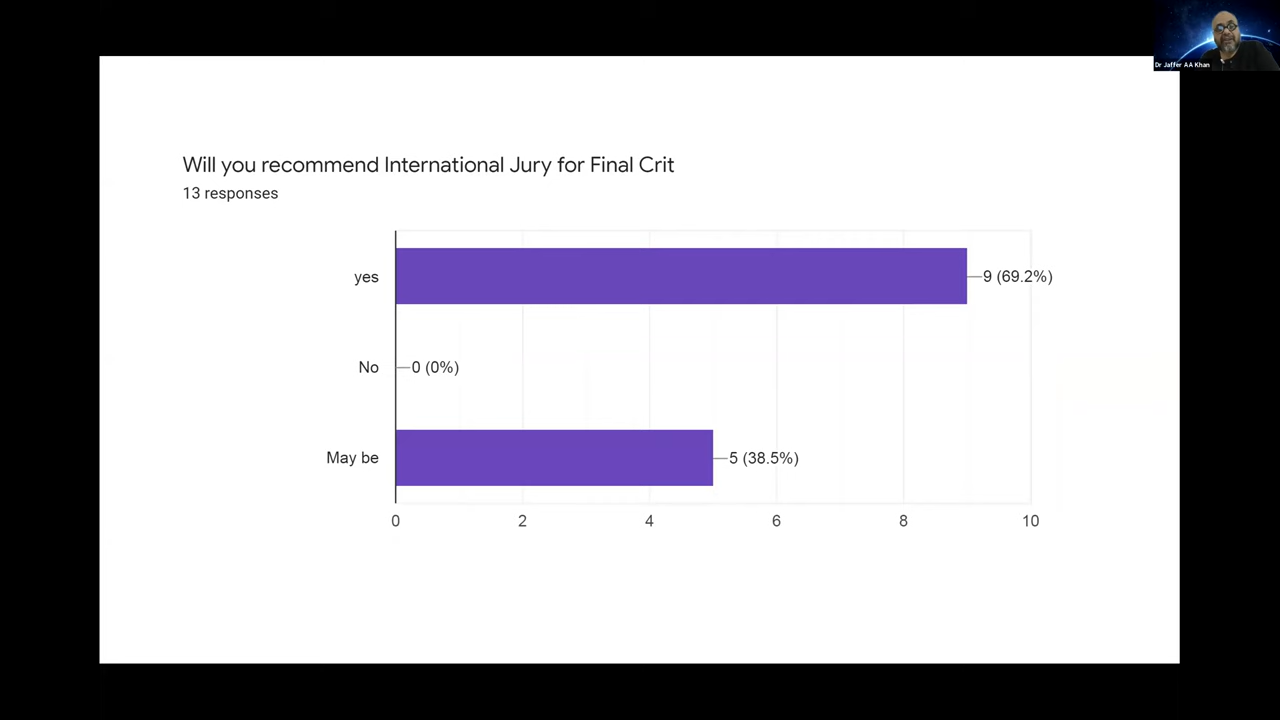 Dr Jaffer AA Khan
Will you recommend International Jury for Final Crit
13 responses
yes
9 (69.2%)
No
0 (0%)
May be
5 (38.5%)
0 2 4 6 8 10